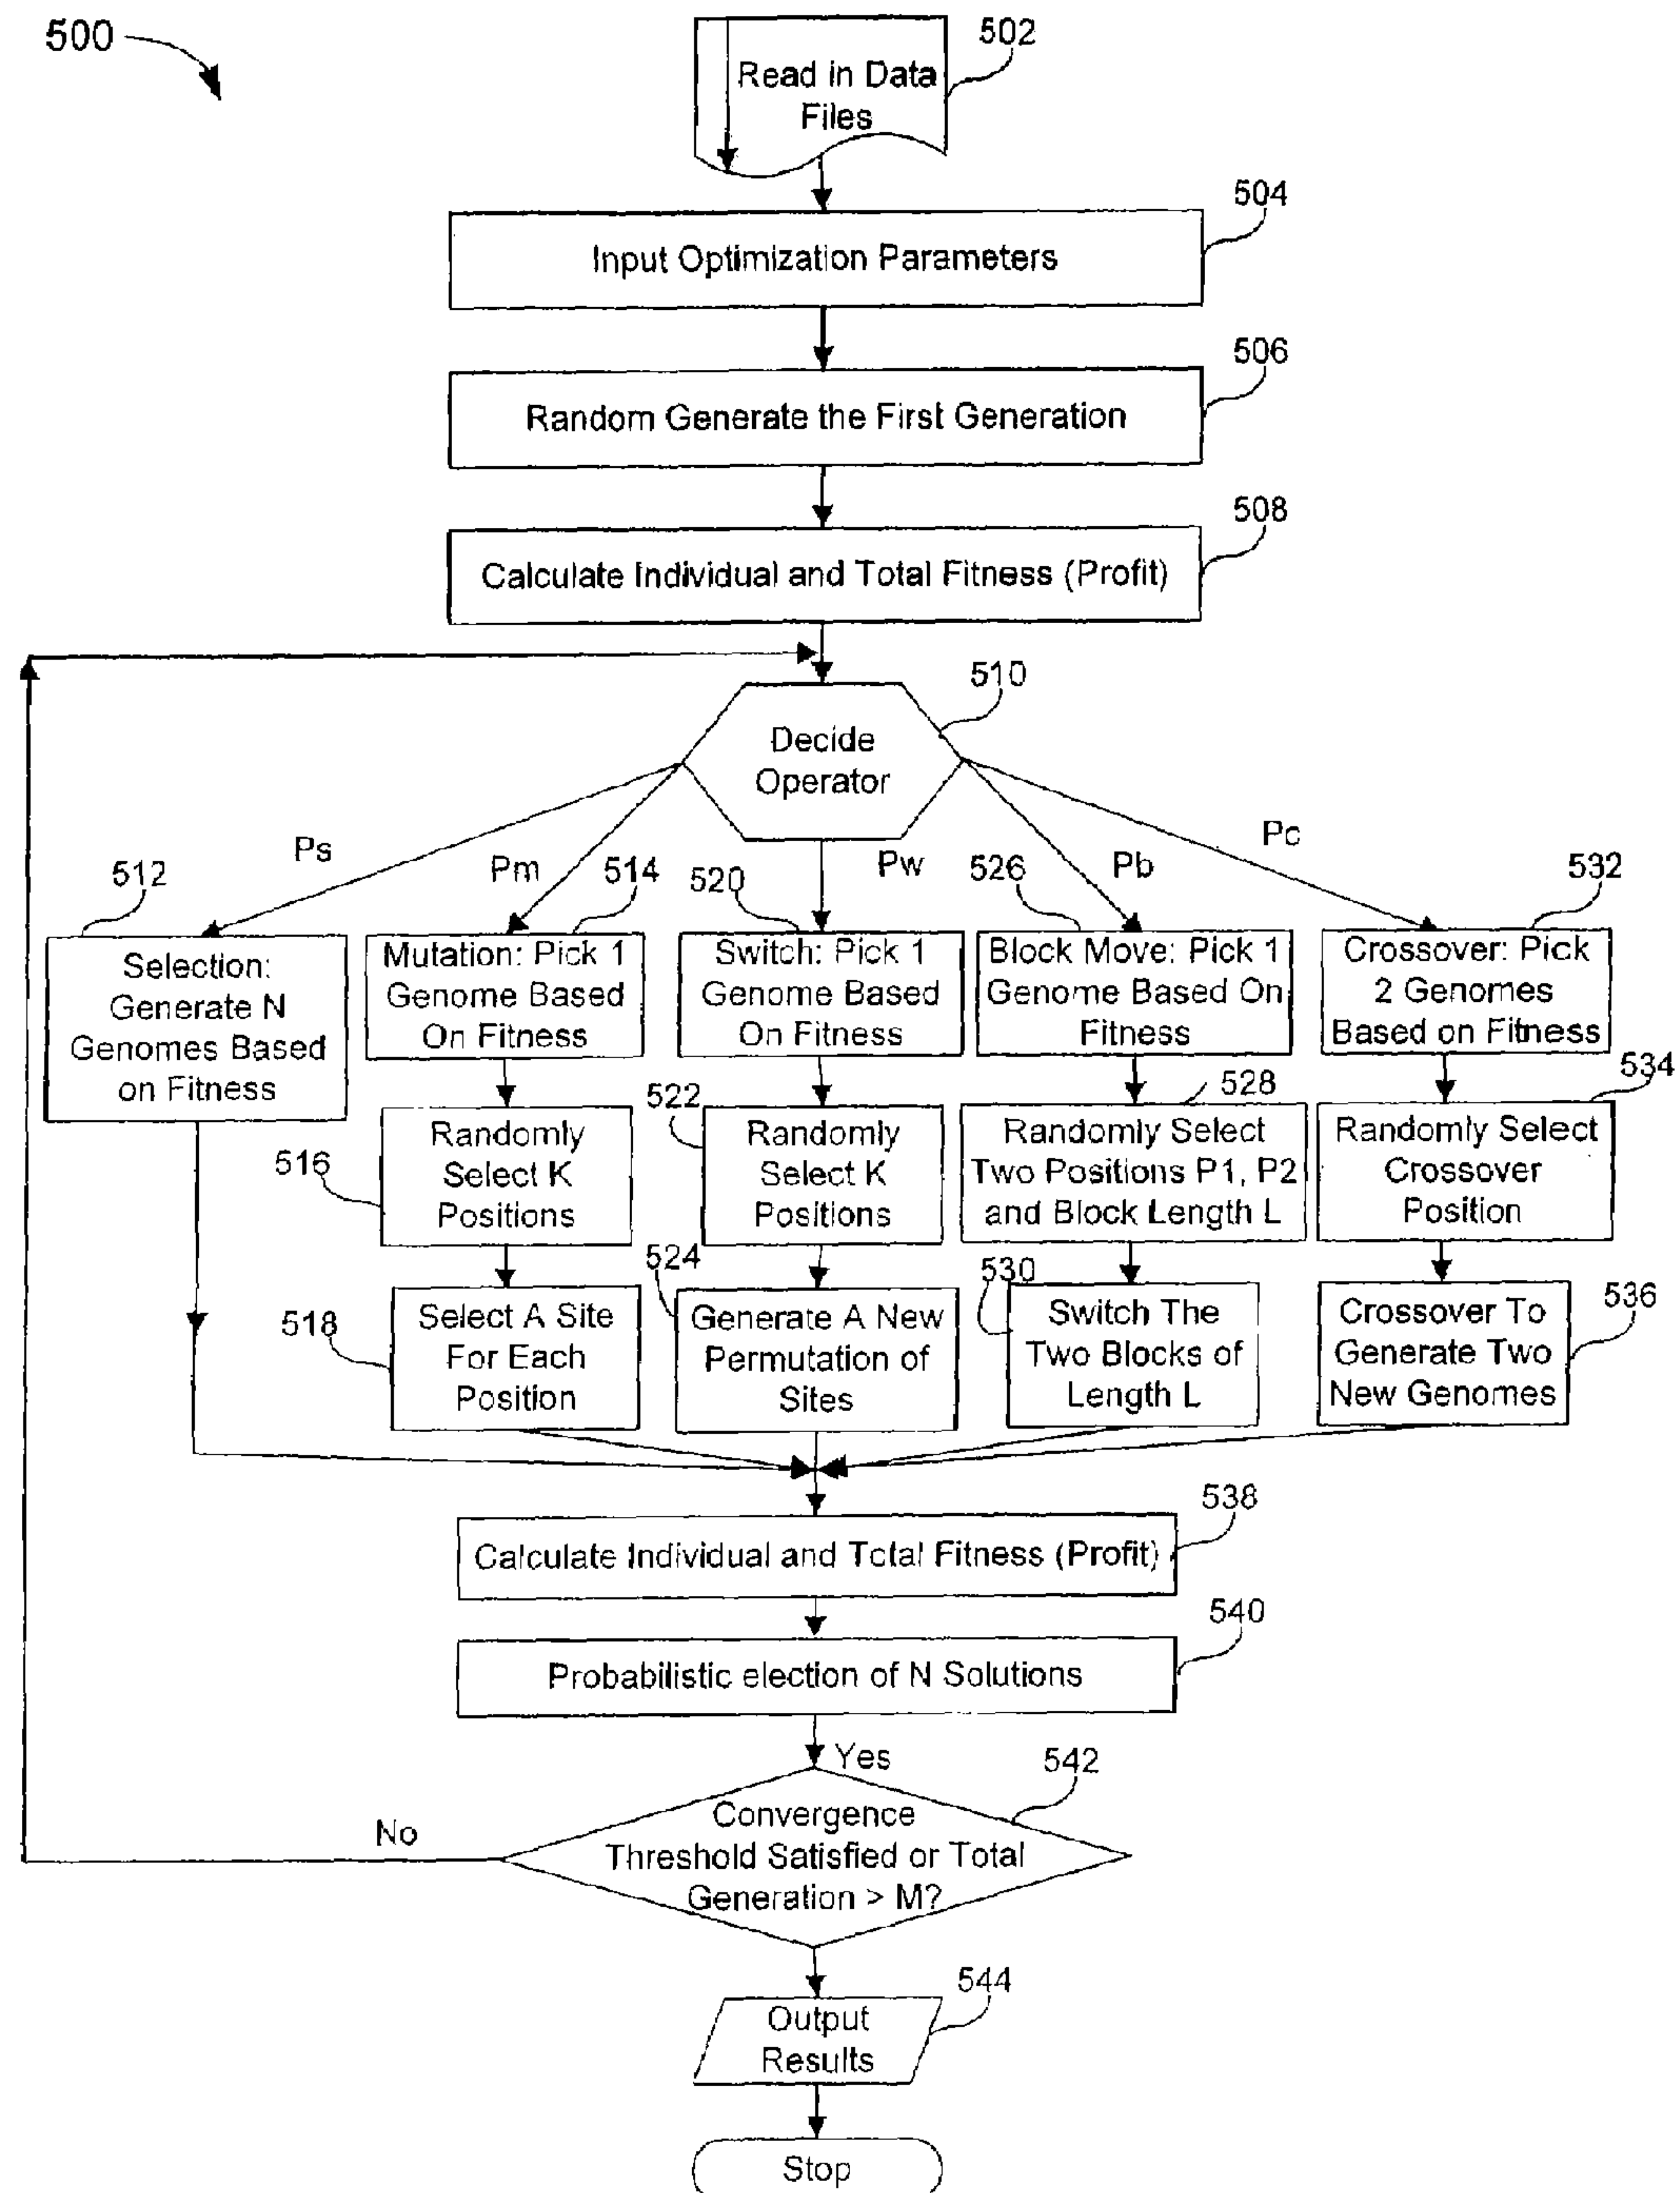 500
502
Read in Data
Files
504
Input Optimization Parameters
506
Random Generate the First Generation
508
Calculate Individual and Total Fitness (Profit)
510
Decide
Operator
Ps
Pm
Pw
Pb
Pc
512
Selection:
Generate N
Genomes Based
on Fitness
514
Mutation: Pick 1
Genome Based
On Fitness
520
Switch: Pick 1
Genome Based
On Fitness
526
Block Move: Pick 1
Genome Based On
Fitness
532
Crossover: Pick
2 Genomes
Based on Fitness
516
Randomly
Select K
Positions
522
Randomly
Select K
Positions
528
Randomly Select
Two Positions P1, P2
and Block Length L
534
Randomly Select
Crossover
Position
518
Select A Site
For Each
Position
524
Generate A New
Permutation of
Sites
530
Switch The
Two Blocks of
Length L
536
Crossover To
Generate Two
New Genomes
538
Calculate Individual and Total Fitness (Profit)
540
Probabilistic election of N Solutions
Yes
542
Convergence
Threshold Satisfied or Total
Generation > M?
No
544
Output
Results
Stop